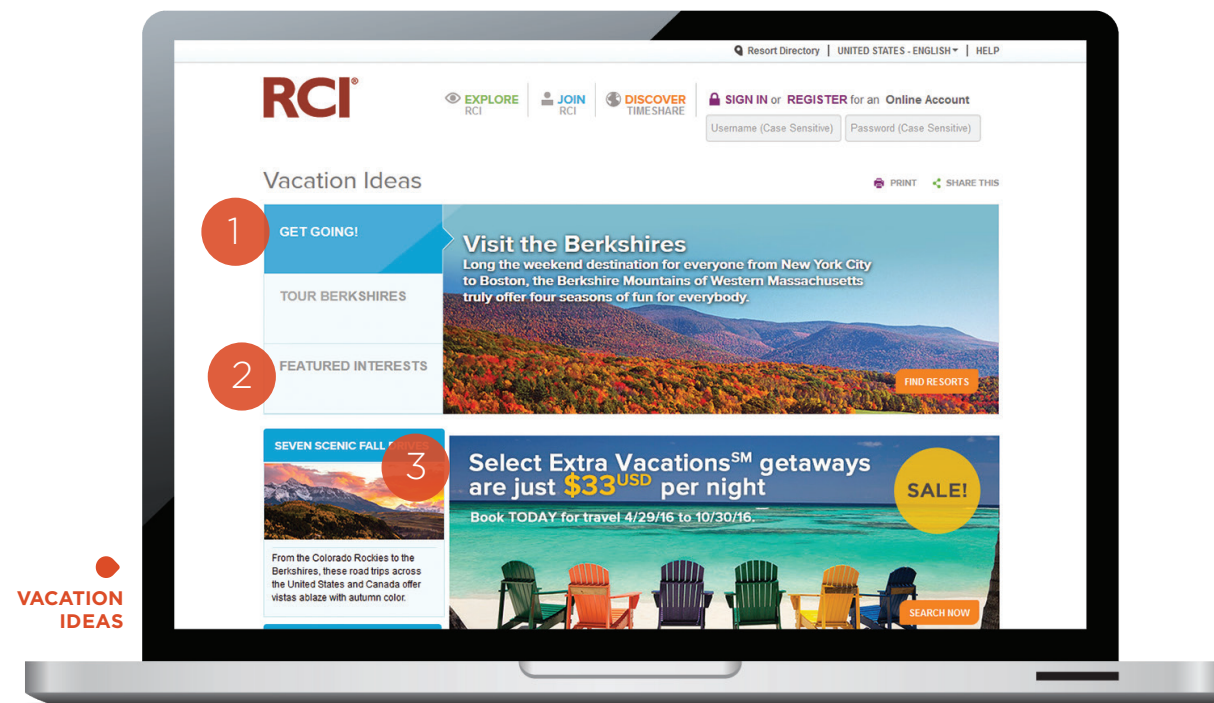 Resort Directory | UNITED STATES - ENGLISH | HELP
RCI®
EXPLORE
RCI
JOIN
RCI
DISCOVER
TIMESHARE
SIGN IN or REGISTER for an Online Account
Username (Case Sensitive)
Password (Case Sensitive)
Vacation Ideas
PRINT
SHARE THIS
1
GET GOING!
TOUR BERKSHIRES
2
FEATURED INTERESTS
Visit the Berkshires
Long the weekend destination for everyone from New York City
to Boston, the Berkshire Mountains of Western Massachusetts
truly offer four seasons of fun for everybody.
FIND RESORTS
SEVEN SCENIC FALL
3
From the Colorado Rockies to the
Berkshires, these road trips across
the United States and Canada offer
vistas ablaze with autumn color.
Select Extra Vacations℠ getaways
are just $33USD per night
Book TODAY for travel 4/29/16 to 10/30/16.
SALE!
SEARCH NOW
VACATION
IDEAS